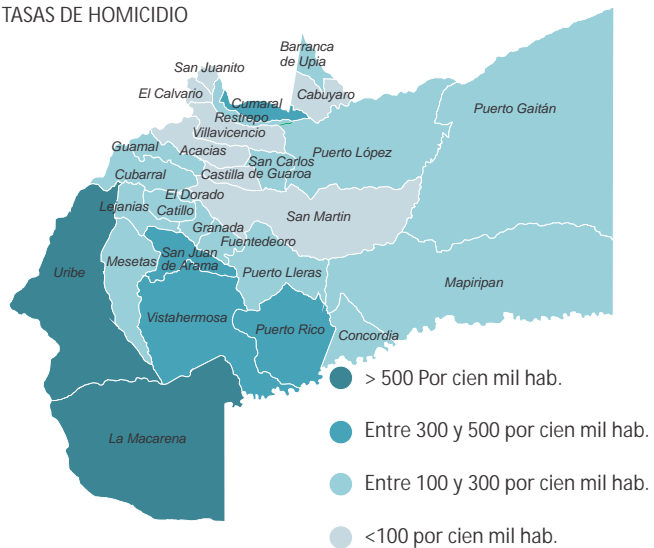 TASAS DE HOMICIDIO
Barranca
de Upia
San Juanito
El Calvario
Cabuyaro
Cumaral
Restrepo
Puerto Gaitán
Villavicencio
Guamal
Acacias
Puerto López
San Carlos
de Guaroa
Cubarral
Castilla
El Dorado
Lejanias
Catillo
San Martin
Granada
Fuentedeoro
San Juan
de Arama
Mesetas
Uribe
Puerto Lleras
Mapiripan
Vistahermosa
Puerto Rico
Concordia
La Macarena
> 500 Por cien mil hab.
Entre 300 y 500 por cien mil hab.
Entre 100 y 300 por cien mil hab.
<100 por cien mil hab.